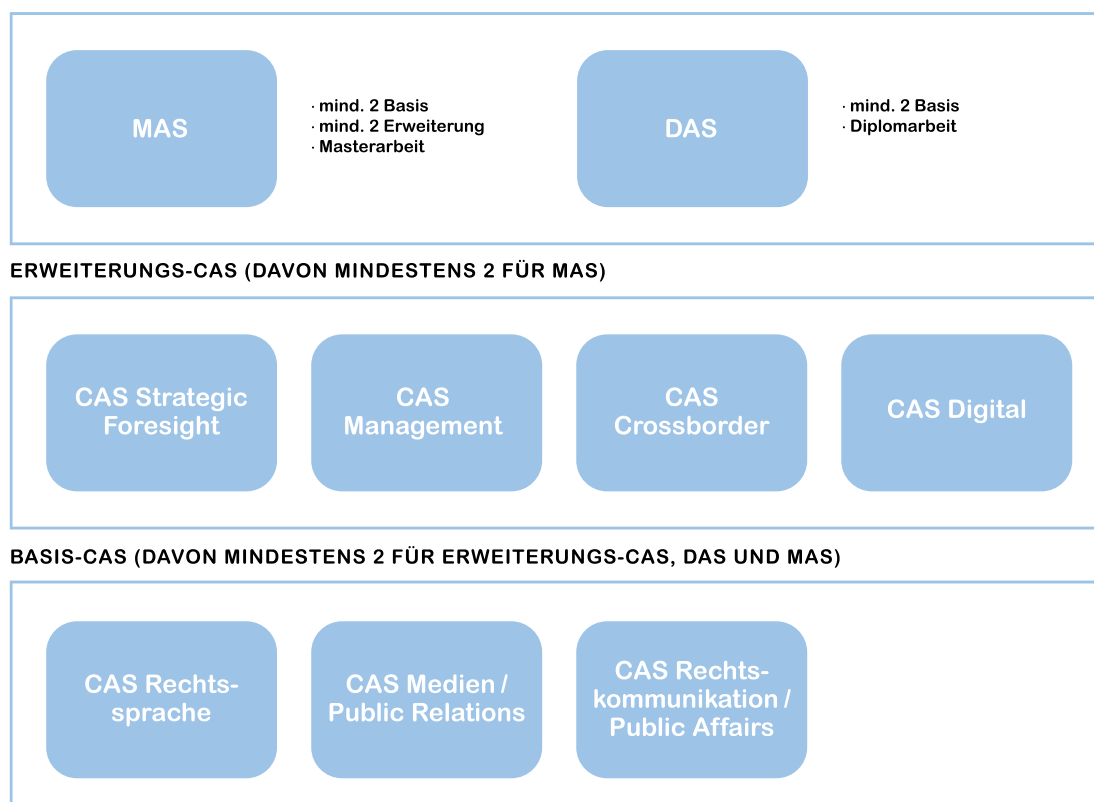 MAS
· mind. 2 Basis
· mind. 2 Erweiterung
· Masterarbeit
DAS
· mind. 2 Basis
· Diplomarbeit
ERWEITERUNGS-CAS (DAVON MINDESTENS 2 FÜR MAS)
CAS Strategic
Foresight
CAS
Management
CAS
Crossborder
CAS Digital
BASIS-CAS (DAVON MINDESTENS 2 FÜR ERWEITERUNGS-CAS, DAS UND MAS)
CAS Rechts-
sprache
CAS Medien /
Public Relations
CAS Rechts-
kommunikation /
Public Affairs